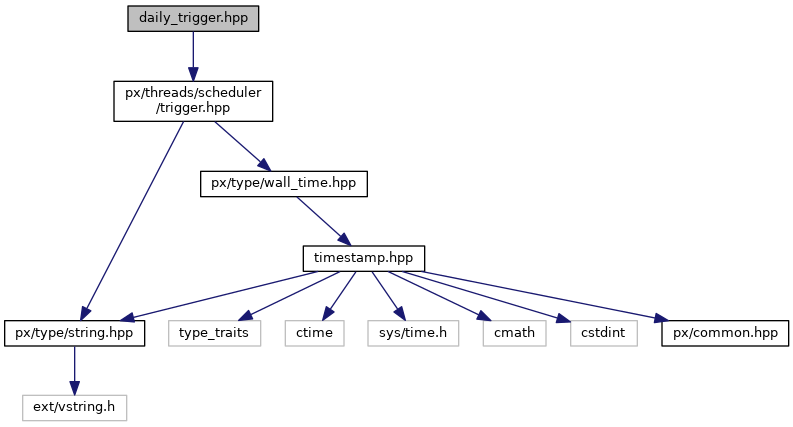 daily_trigger.hpp
px/threads/scheduler
/trigger.hpp
px/type/wall_time.hpp
timestamp.hpp
px/type/string.hpp
type_traits
ctime
sys/time.h
cmath
cstdint
px/common.hpp
ext/vstring.h